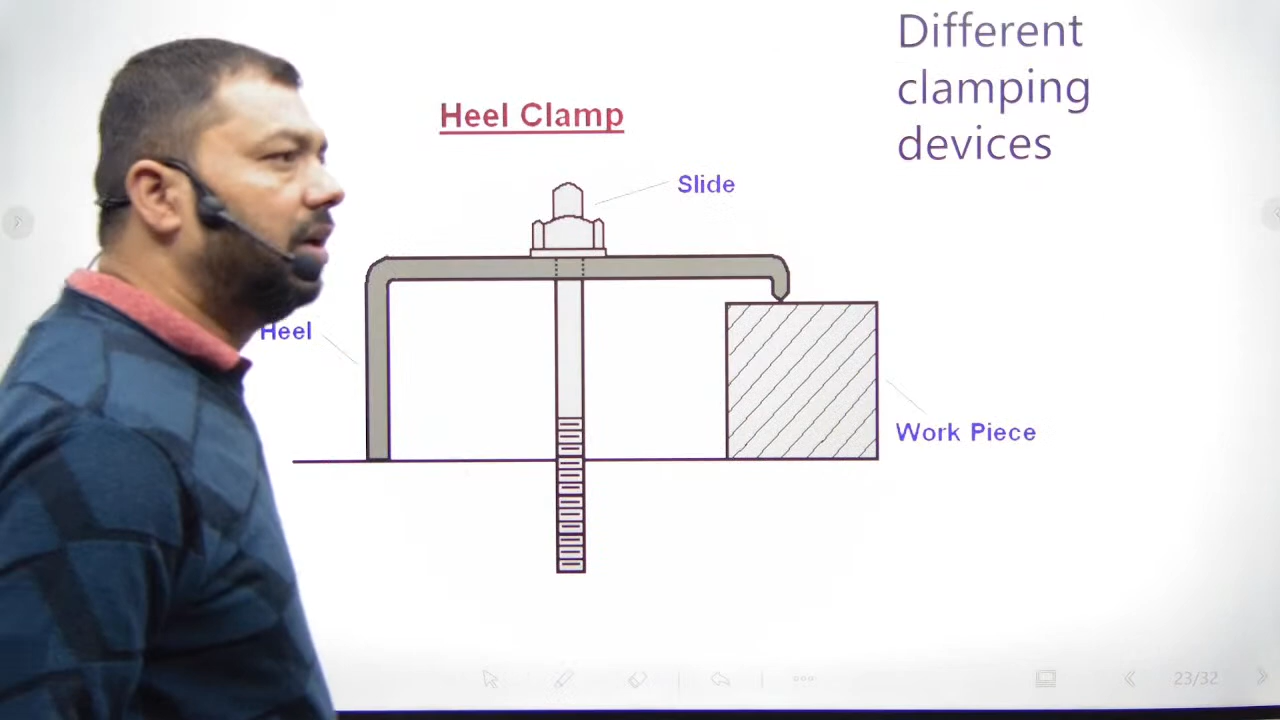 Different
clamping
devices
Heel Clamp
Slide
Heel
Work Piece
23/32